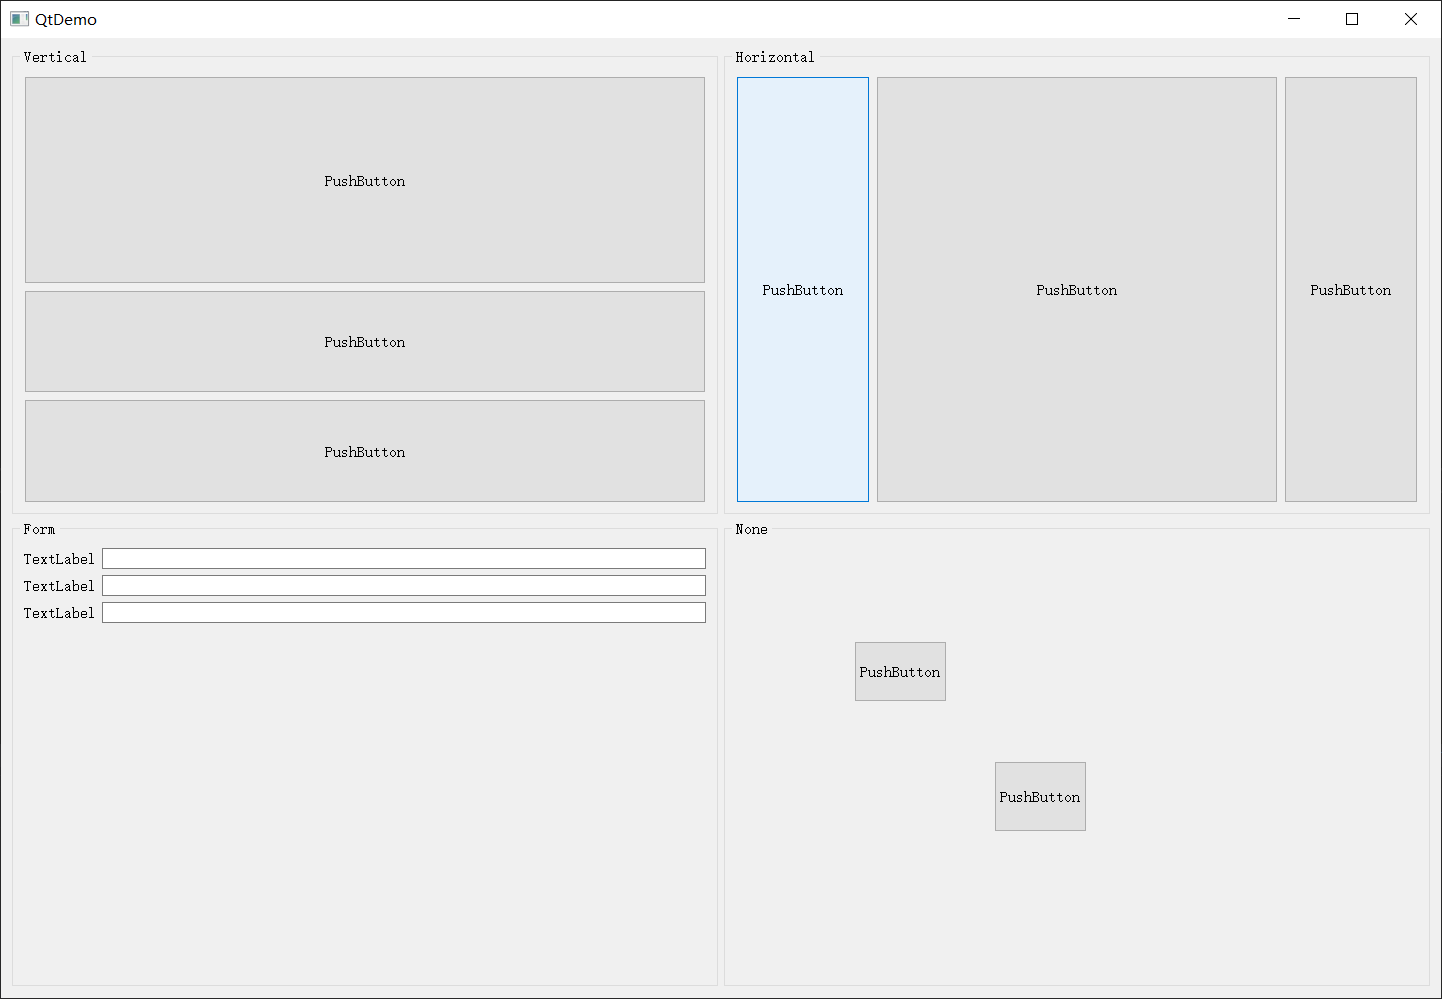 QtDemo
Vertical
PushButton
PushButton
PushButton
Horizontal
PushButton
PushButton
PushButton
Form
TextLabel
TextLabel
TextLabel
None
PushButton
PushButton